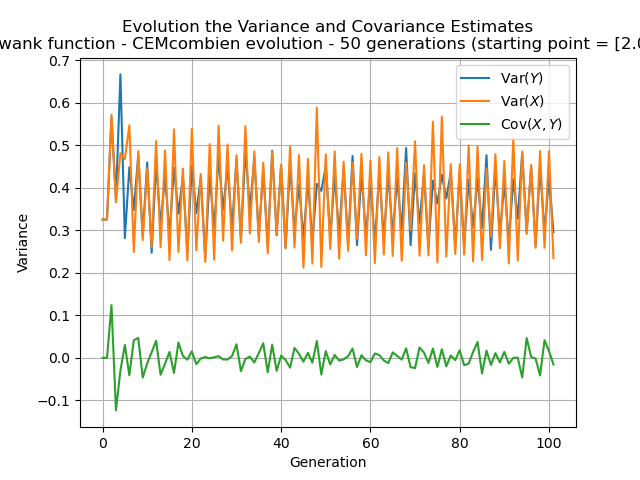 Evolution the Variance and Covariance Estimates
wank function - CEMcombien evolution - 50 generations (starting point = [2.0
Var(Y)
Var(X)
Cov(X, Y)
0.7
0.6
0.5
0.4
0.3
0.2
0.1
0.0
−0.1
Variance
0
20
40
60
80
100
Generation